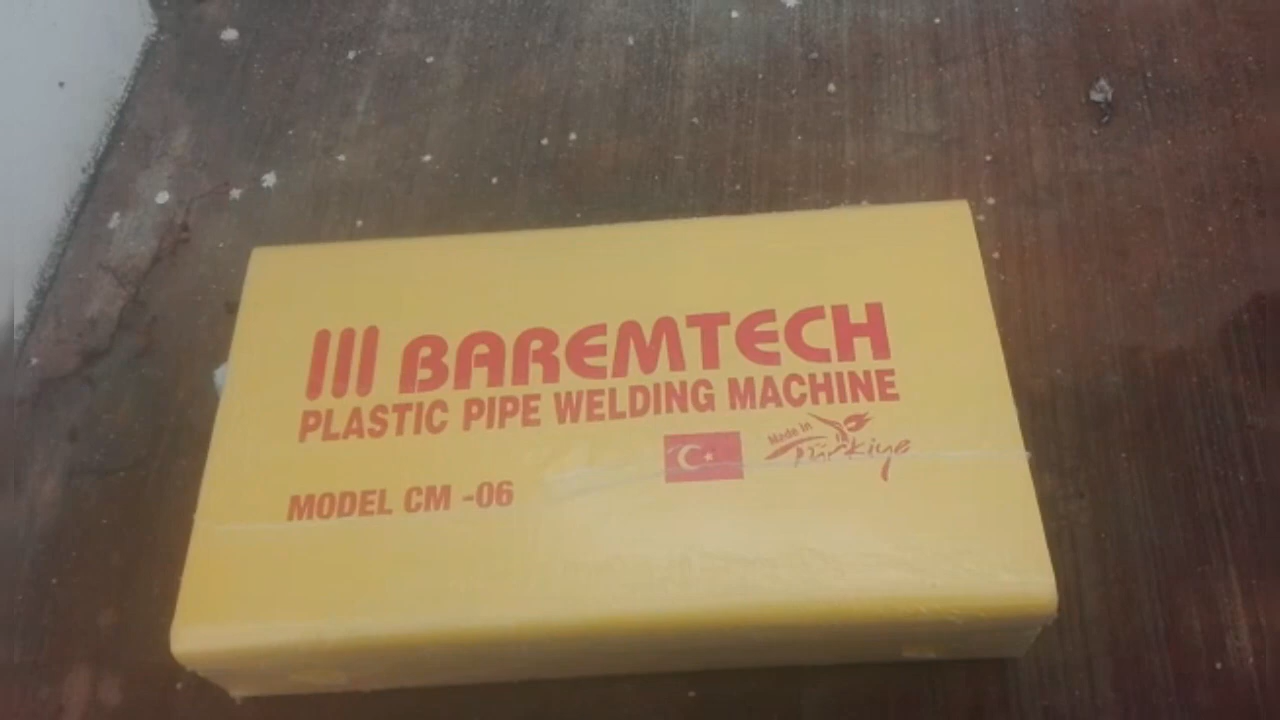 BAREMTECH
PLASTIC PIPE WELDING MACHINE
Made in
Türkiye
MODEL CM -06